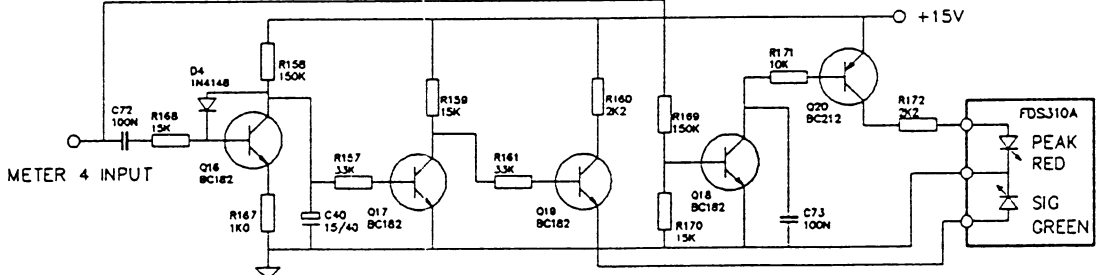 +15V
R171
10K
R158
150K
D4
1N4148
R159
15K
R160
2K2
Q20
BC212
R172
2K2
FDS310A
C72
100N
R168
15K
R169
150K
PEAK
RED
METER 4 INPUT
Q16
BC182
R157
33K
R161
33K
Q18
BC182
SIG
GREEN
R167
1K0
C40
15/40
Q17
BC182
Q19
BC182
R170
15K
C73
100N